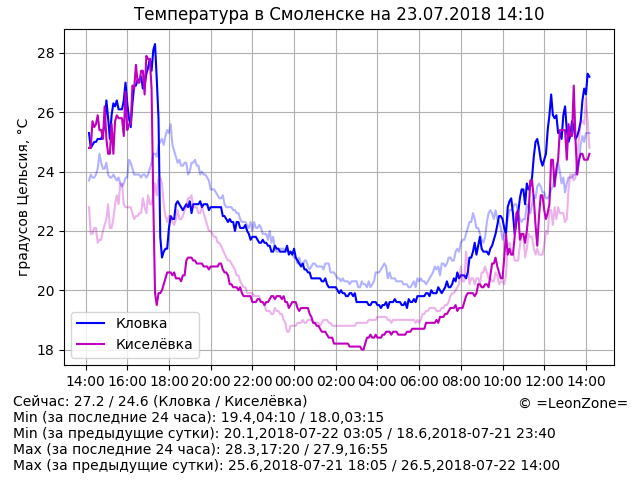 Температура в Смоленске на 23.07.2018 14:10
градусов Цельсия, °C
28
26
24
22
20
18
Кловка
Киселёвка
14:00 16:00 18:00 20:00 22:00 00:00 02:00 04:00 06:00 08:00 10:00 12:00 14:00
Сейчас: 27.2 / 24.6 (Кловка / Киселёвка)
© =LeonZone=
Min (за последние 24 часа): 19.4,04:10 / 18.0,03:15
Min (за предыдущие сутки): 20.1,2018-07-22 03:05 / 18.6,2018-07-21 23:40
Max (за последние 24 часа): 28.3,17:20 / 27.9,16:55
Max (за предыдущие сутки): 25.6,2018-07-21 18:05 / 26.5,2018-07-22 14:00